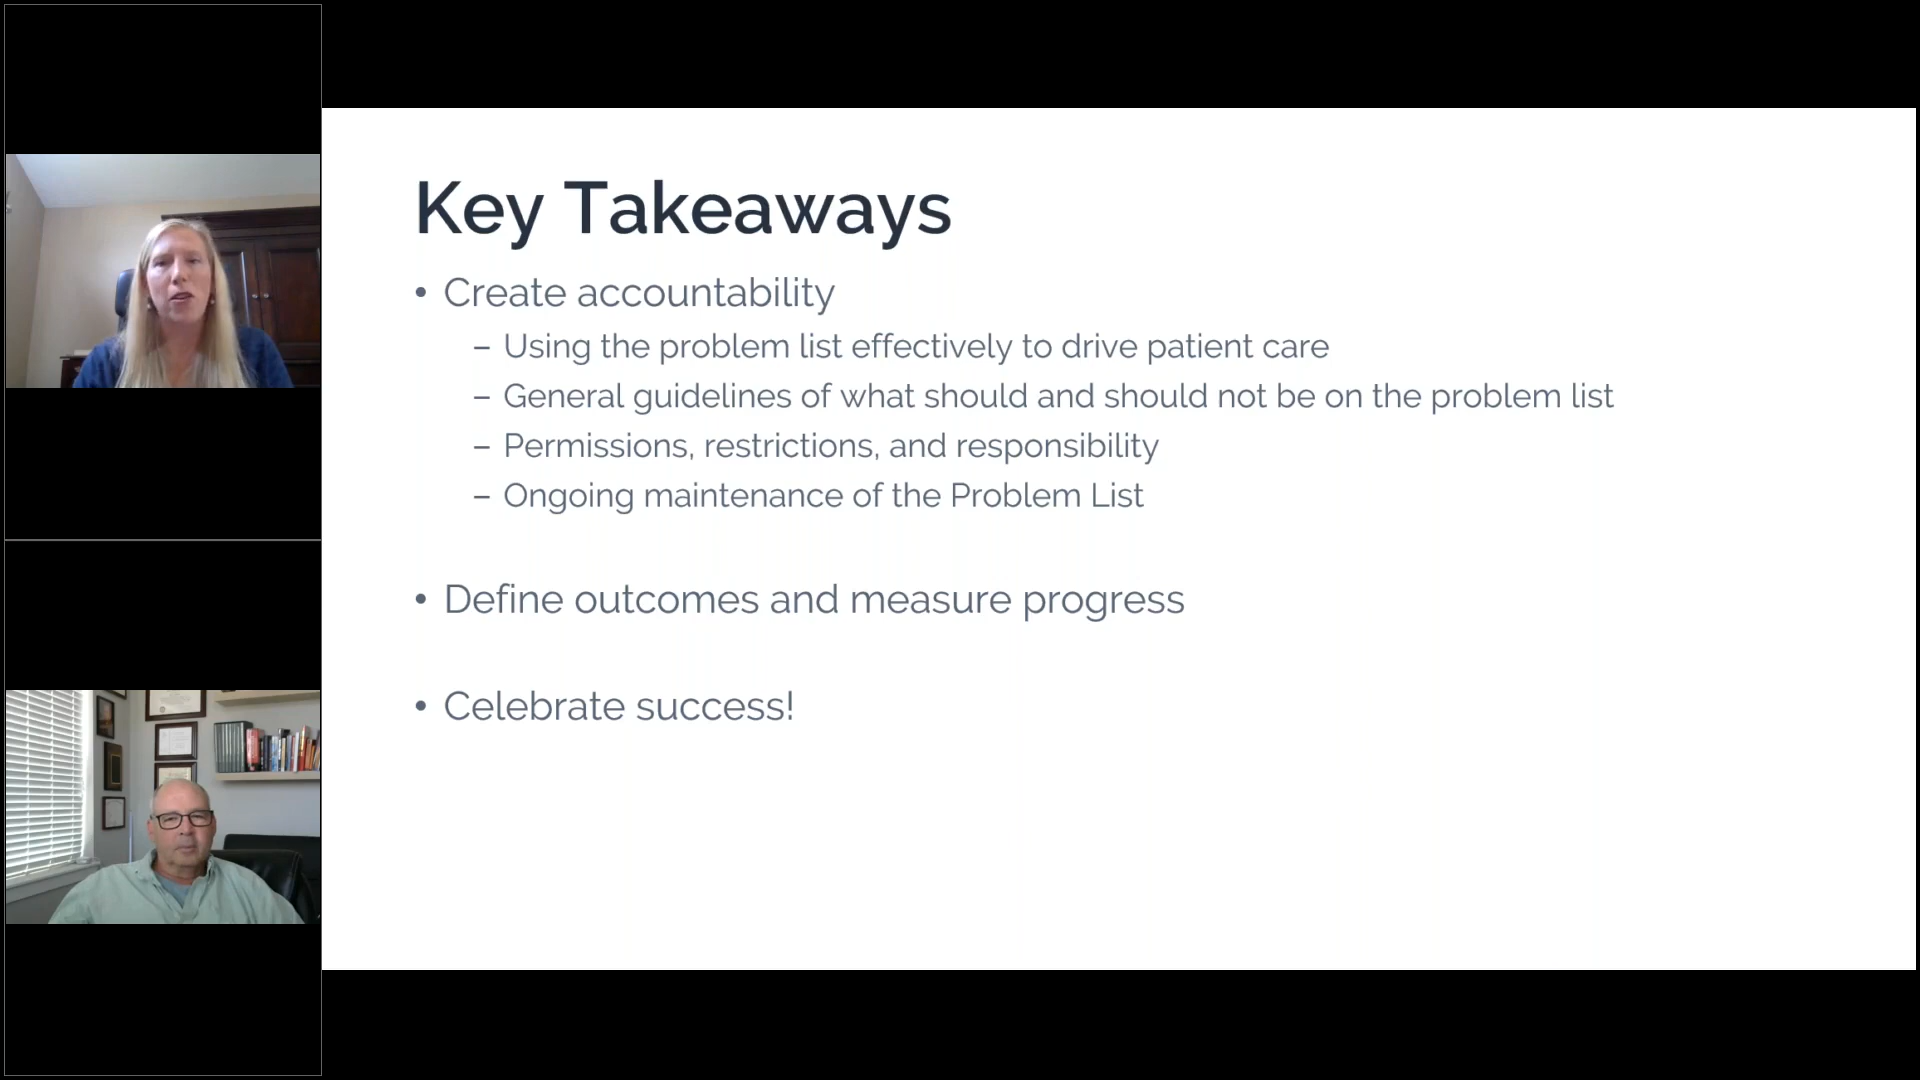 Key Takeaways
• Create accountability
– Using the problem list effectively to drive patient care
– General guidelines of what should and should not be on the problem list
– Permissions, restrictions, and responsibility
– Ongoing maintenance of the Problem List
• Define outcomes and measure progress
• Celebrate success!